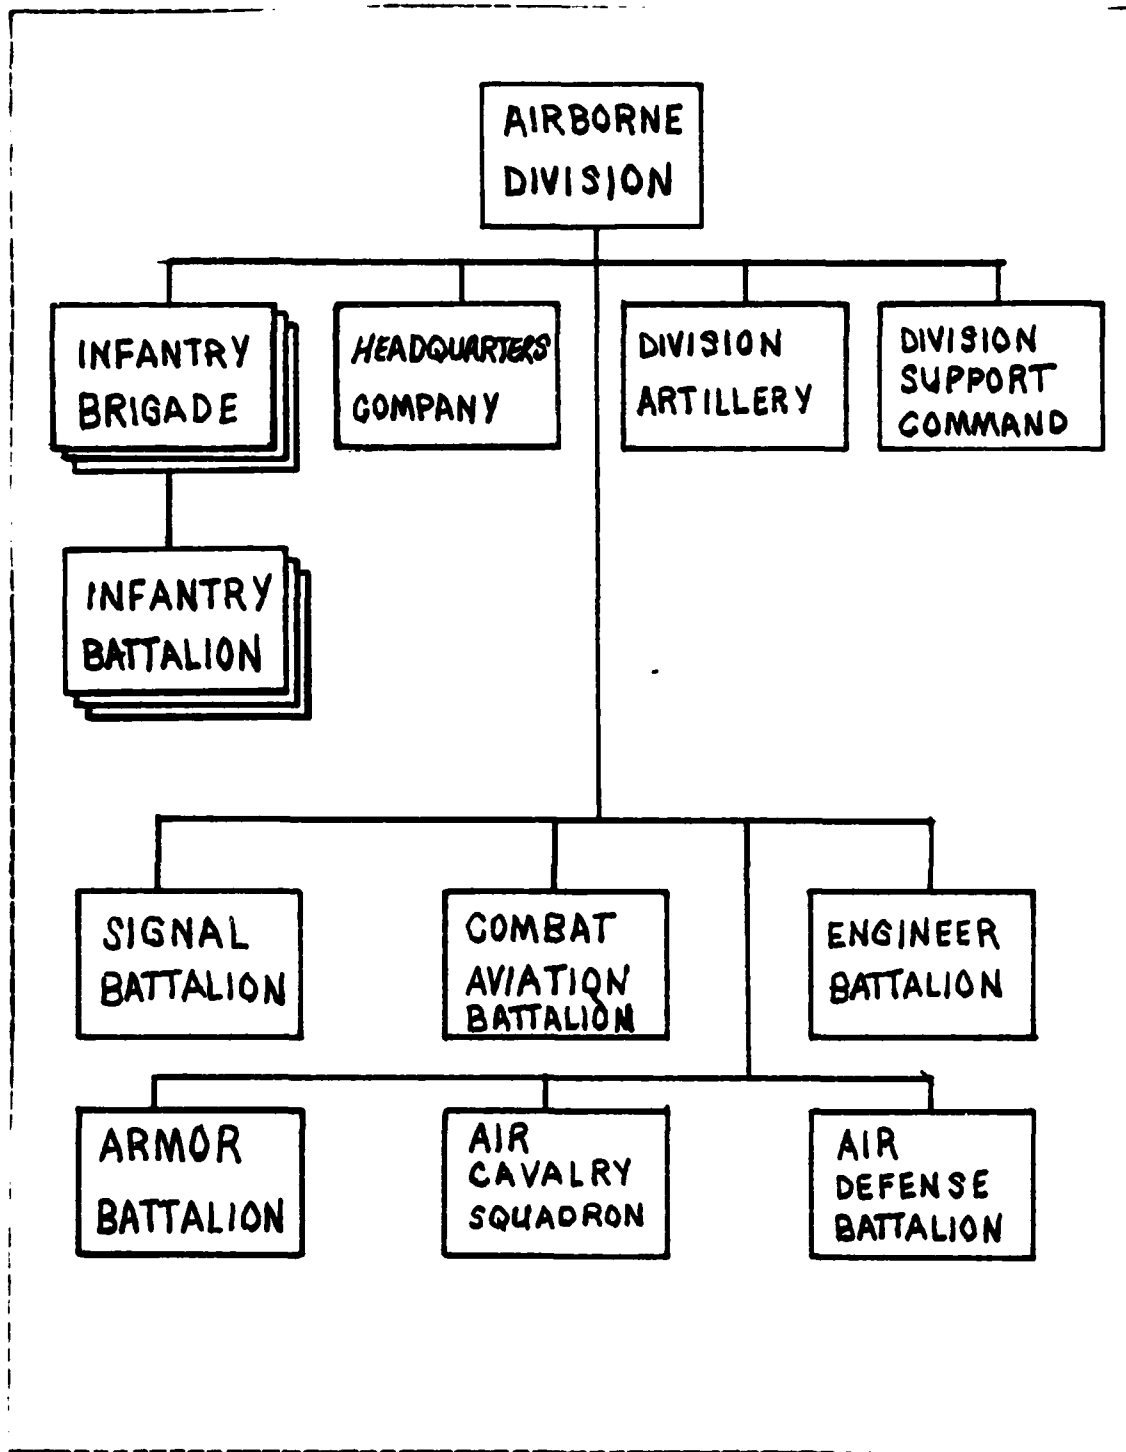 AIRBORNE
DIVISION
INFANTRY
BRIGADE
HEADQUARTERS
COMPANY
DIVISION
ARTILLERY
DIVISION
SUPPORT
COMMAND
INFANTRY
BATTALION
SIGNAL
BATTALION
COMBAT
AVIATION
BATTALION
ENGINEER
BATTALION
ARMOR
BATTALION
AIR
CAVALRY
SQUADRON
AIR
DEFENSE
BATTALION